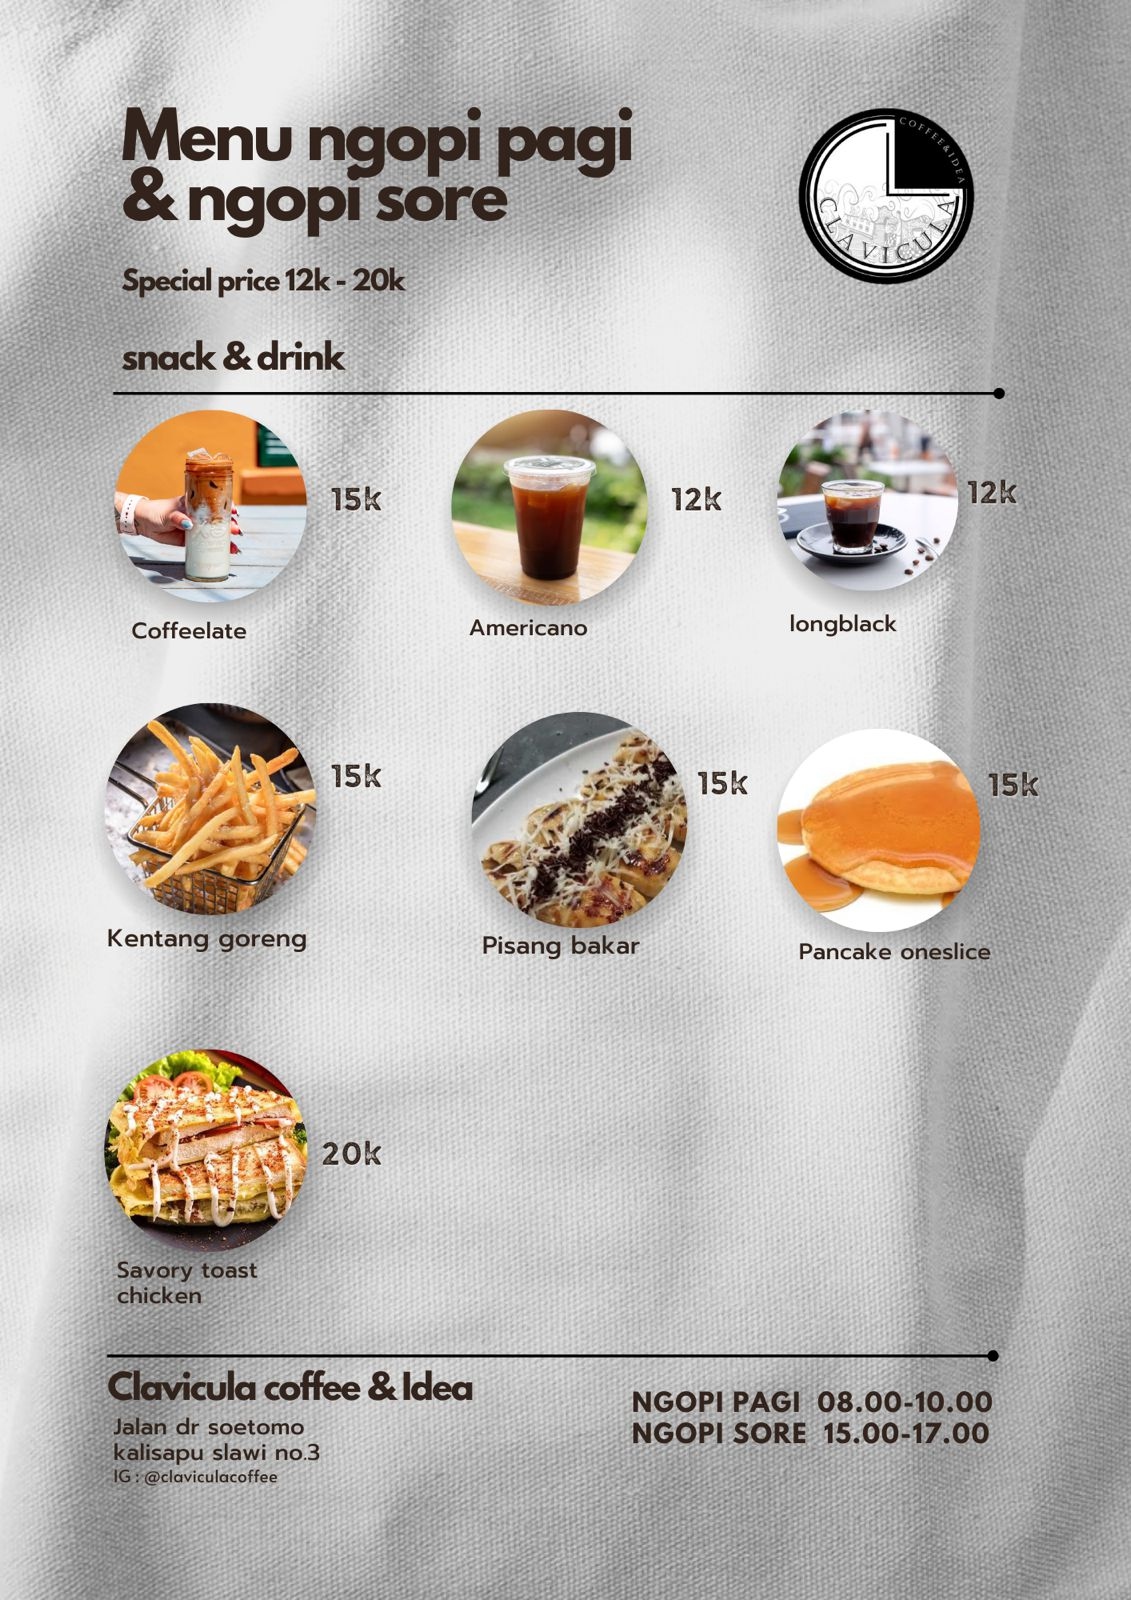 Menu ngopi pagi
& ngopi sore
COFFEE&IDEA
CLAVICULA
Special price 12k - 20k
snack & drink
15k
12k
12k
Coffeelate
Americano
longblack
15k
15k
15k
Kentang goreng
Pisang bakar
Pancake oneslice
20k
Savory toast
chicken
Clavicula coffee & Idea
Jalan dr soetomo
kalisapu slawi no.3
IG : @claviculacoffee
NGOPI PAGI 08.00-10.00
NGOPI SORE 15.00-17.00